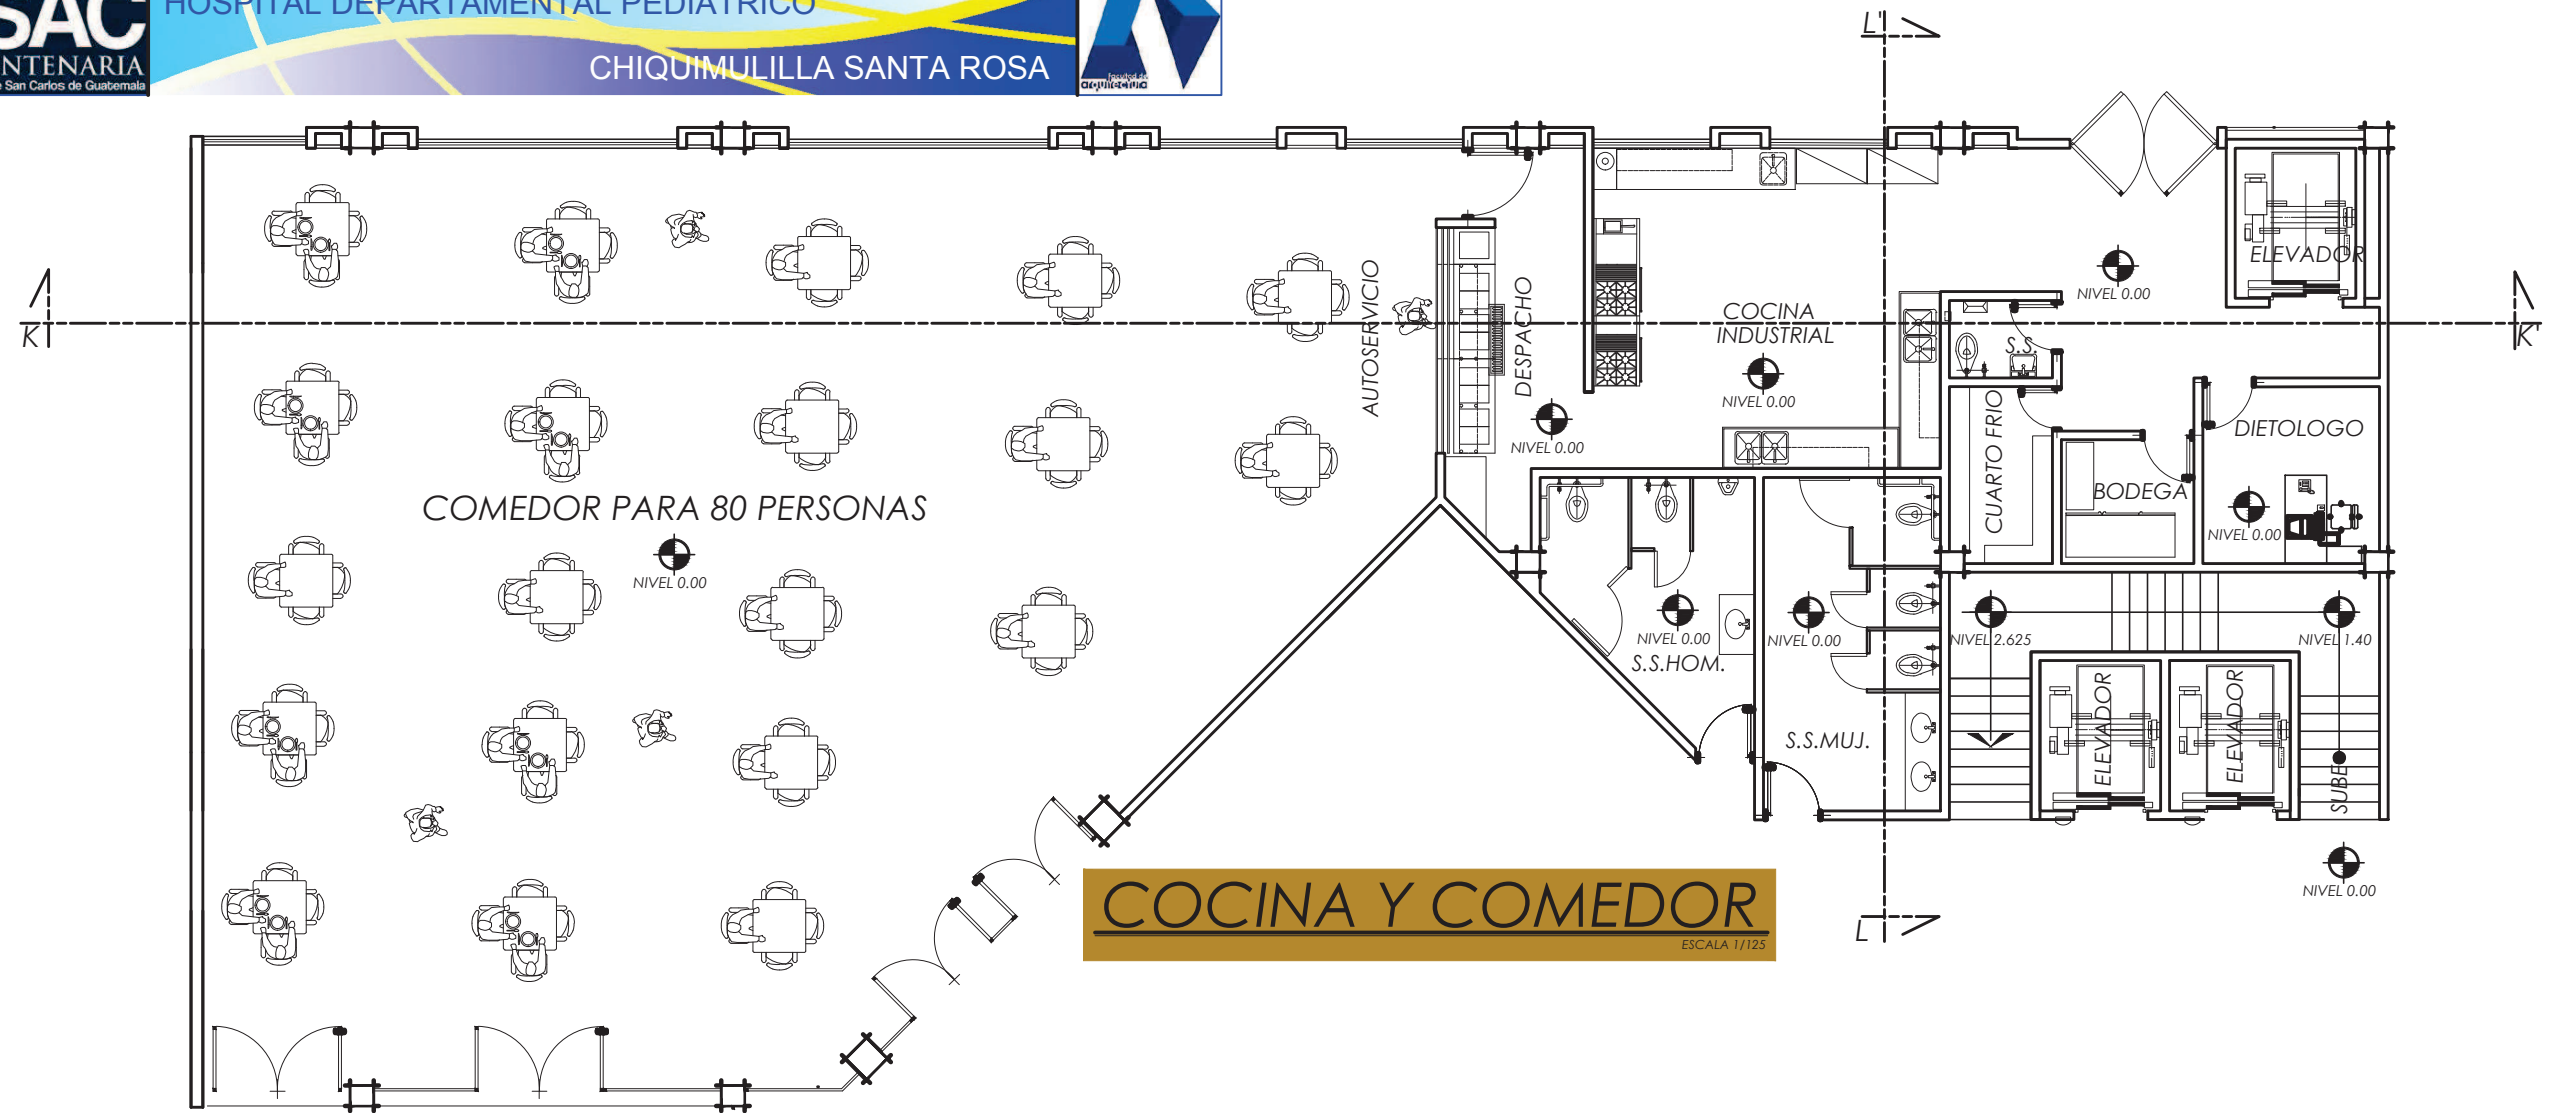 HOSPITAL DEPARTAMENTAL PEDIATRICO
CHIQUIMULILLA SANTA ROSA
SAC
NTENARIA
San Carlos de Guatemala
facultad de
arquitectura
L'
K
K'
ELEVADOR
NIVEL 0.00
AUTOSERVICIO
DESPACHO
COCINA
INDUSTRIAL
NIVEL 0.00
S.S.
NIVEL 0.00
CUARTO FRIO
BODEGA
DIETOLOGO
NIVEL 0.00
COMEDOR PARA 80 PERSONAS
NIVEL 0.00
NIVEL 0.00
S.S.HOM.
NIVEL 0.00
S.S.MUJ.
NIVEL 2.625
NIVEL 1.40
ELEVADOR
ELEVADOR
SUBE
NIVEL 0.00
COCINA Y COMEDOR
ESCALA 1/125
L